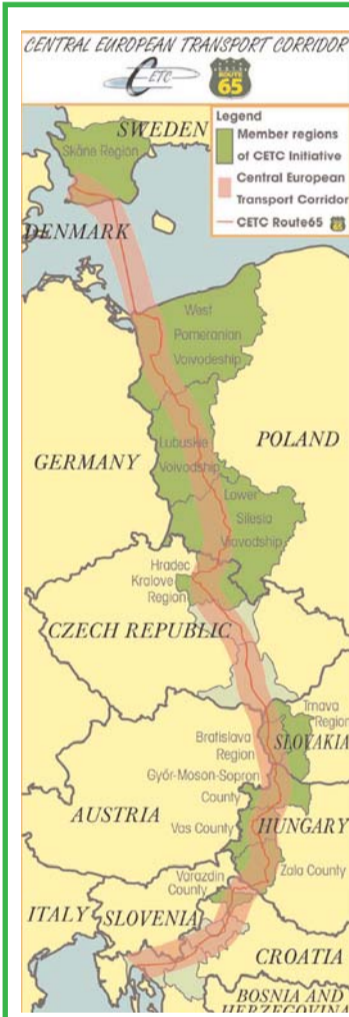 CENTRAL EUROPEAN TRANSPORT CORRIDOR
CETC
ROUTE
65
Legend
Member regions
of CETC Initiative
Central European
Transport Corridor
CETC Route65
SWEDEN
Skåne Region
DENMARK
West
Pomeranian
Voivodeship
Lubuskie
Voivodship
POLAND
GERMANY
Lower
Silesia
Viavodship
Hradec
Kralove
Region
CZECH REPUBLIC
Trnava
Region
Bratislava
Region
SLOVAKIA
Győr-Moson-Sopron
County
AUSTRIA
HUNGARY
Vas County
Zala County
Varazdin
County
ITALY
SLOVENIA
CROATIA
BOSNIA AND
HERZEGOVINA